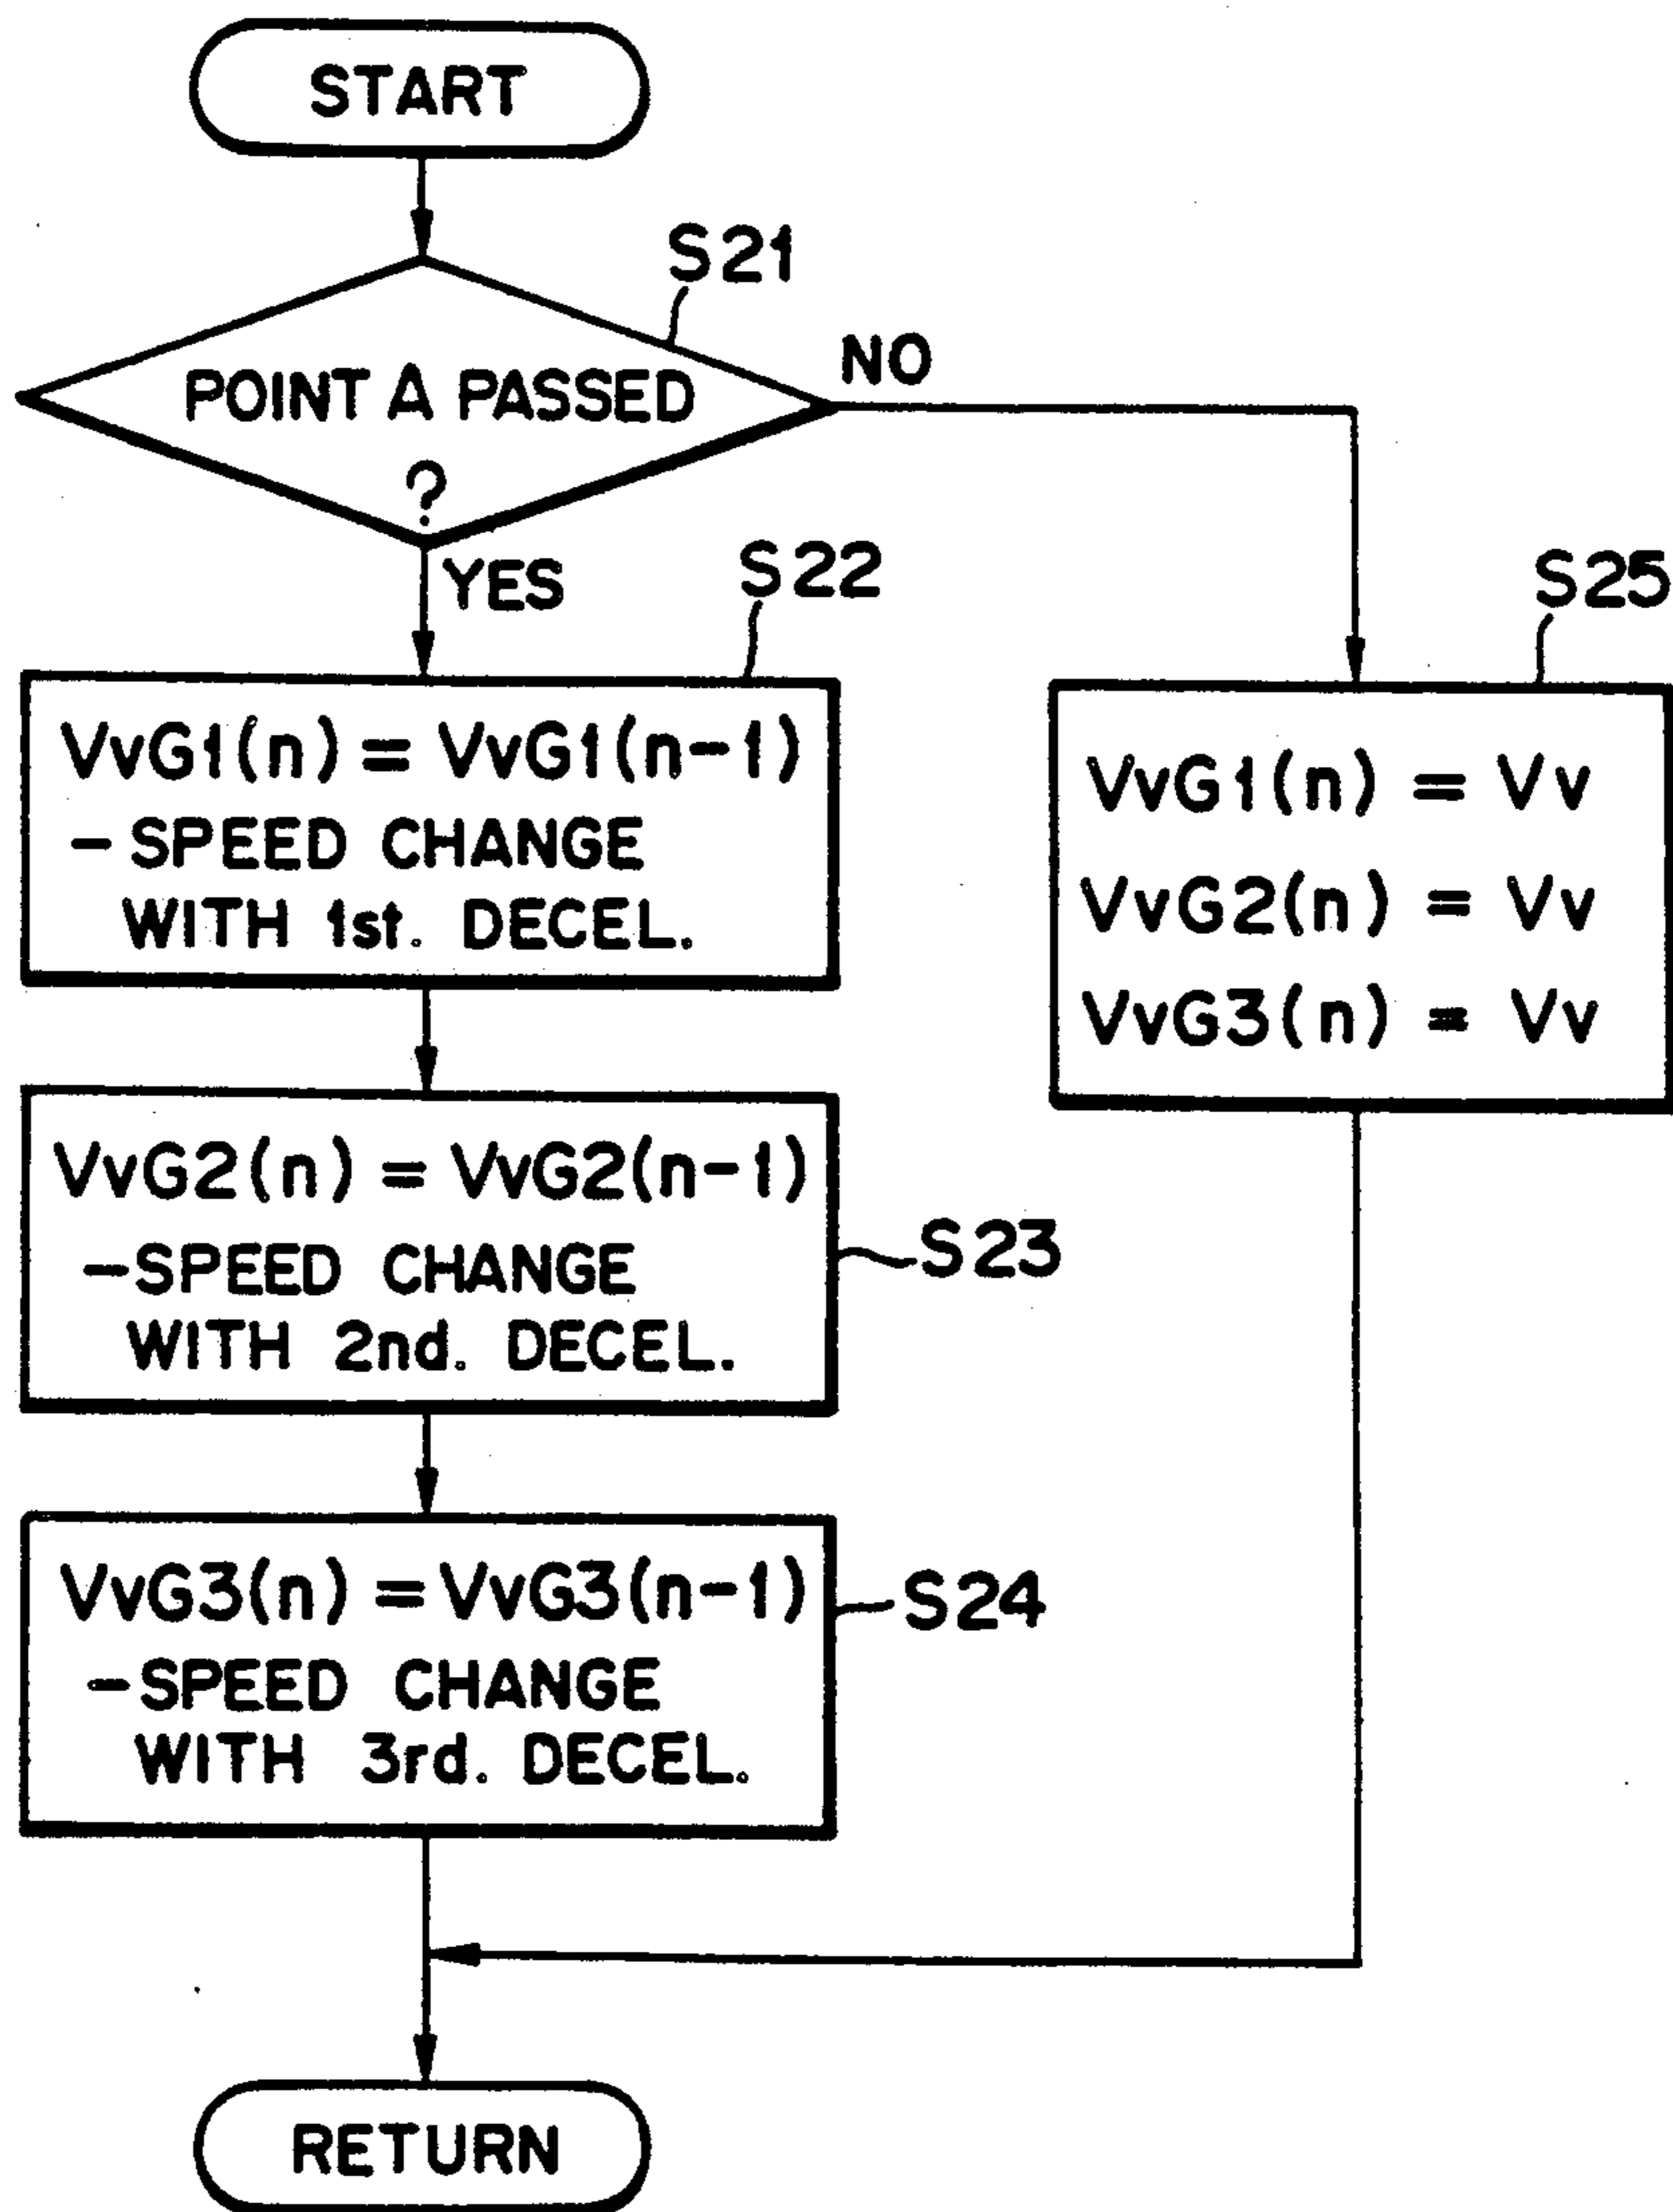 START
S21
POINT A PASSED
?
NO
YES
S22
VvG1(n) = VvG1(n-1)
- SPEED CHANGE
WITH 1st. DECEL.
S25
VvG1(n) = Vv
VvG2(n) = Vv
VvG3(n) = Vv
VvG2(n) = VvG2(n-1)
-SPEED CHANGE
WITH 2nd. DECEL.
S23
VvG3(n) = VvG3(n-1)
-SPEED CHANGE
WITH 3rd. DECEL.
S24
RETURN